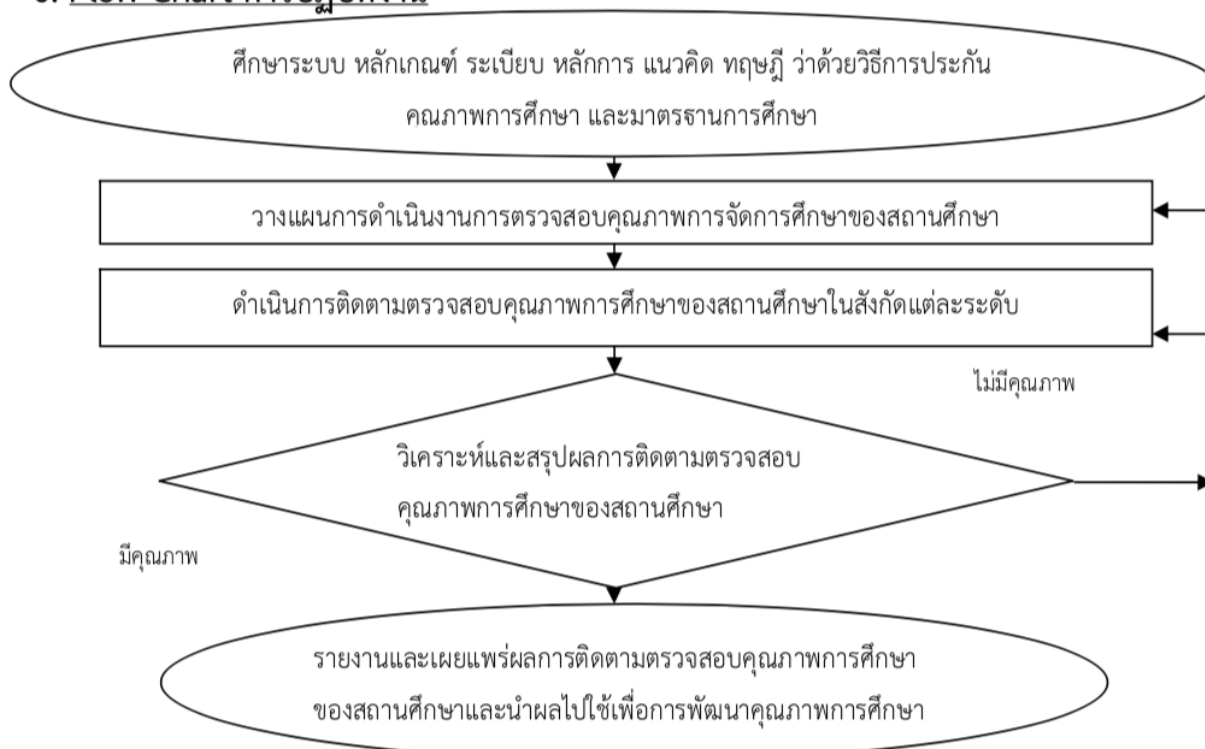 ศึกษาระบบ หลักเกณฑ์ ระเบียบ หลักการ แนวคิด ทฤษฎี ว่าด้วยวิธีการประกัน
คุณภาพการศึกษา และมาตรฐานการศึกษา
วางแผนการดำเนินงานการตรวจสอบคุณภาพการจัดการศึกษาของสถานศึกษา
ดำเนินการติดตามตรวจสอบคุณภาพการศึกษาของสถานศึกษาในสังกัดแต่ละระดับ
ไม่มีคุณภาพ
วิเคราะห์และสรุปผลการติดตามตรวจสอบ
คุณภาพการศึกษาของสถานศึกษา
มีคุณภาพ
รายงานและเผยแพร่ผลการติดตามตรวจสอบคุณภาพการศึกษา
ของสถานศึกษาและนำผลไปใช้เพื่อการพัฒนาคุณภาพการศึกษา